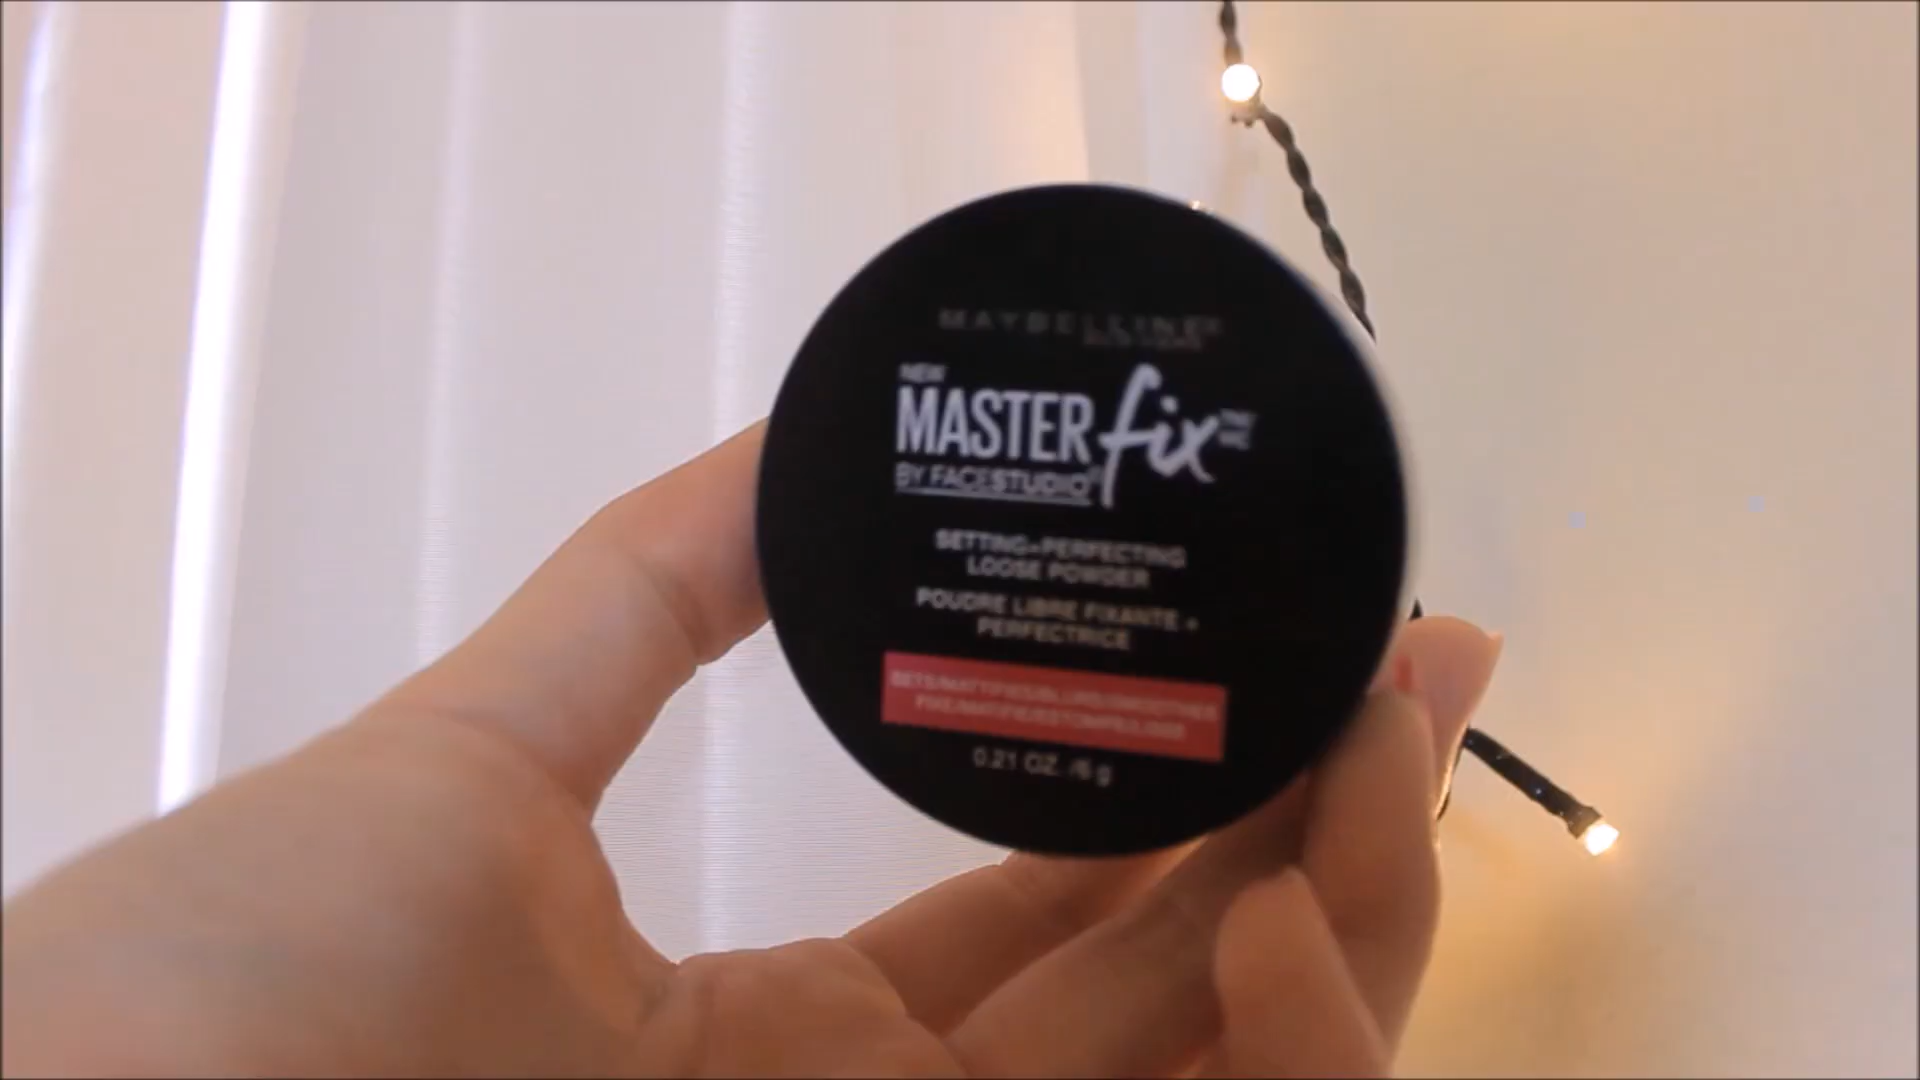 MAYBELLINE
NEW
MASTER fix
BY FACESTUDIO
SETTING+PERFECTING
LOOSE POWDER
POUDRE LIBRE FIXANTE +
PERFECTRICE
0.21 OZ. /6 g